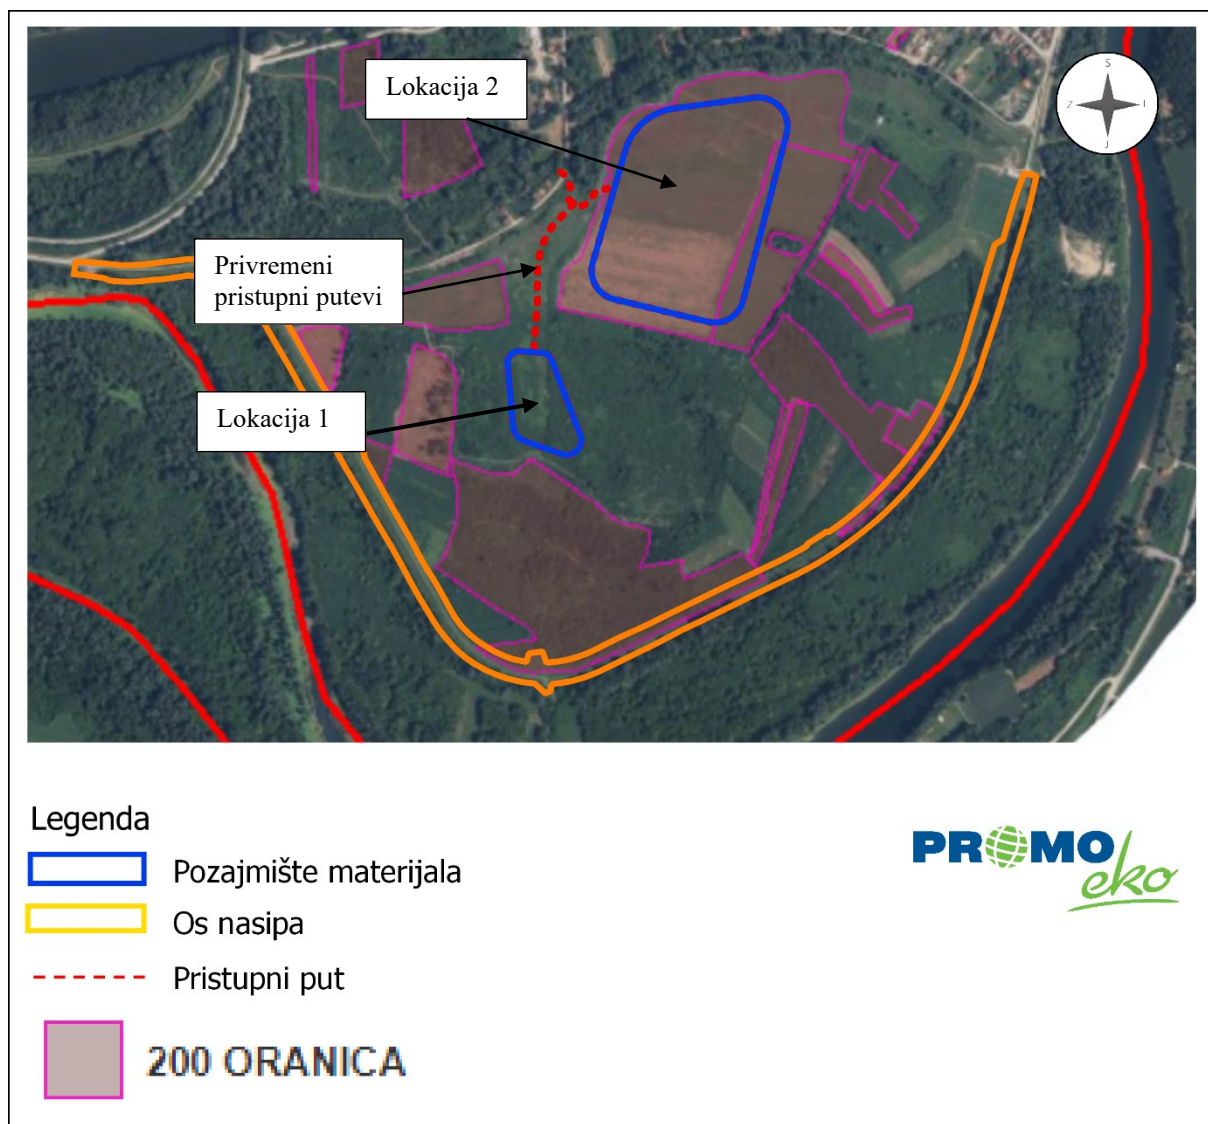 Lokacija 2
S
Z I
J
Privremeni
pristupni putevi
Lokacija 1
Legenda
Pozajmište materijala
Os nasipa
Pristupni put
200 ORANICA
PROMO
eko